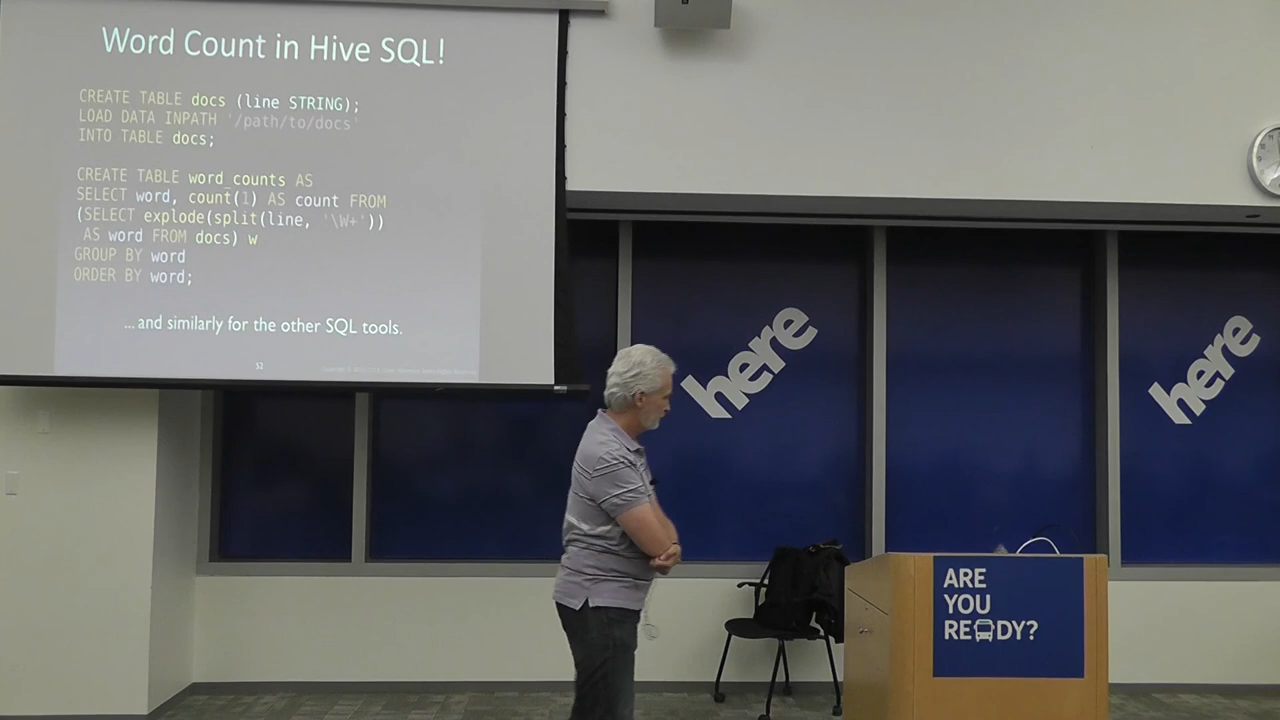 Word Count in Hive SQL!
CREATE TABLE docs (line STRING);
LOAD DATA INPATH '/path/to/docs'
INTO TABLE docs;
CREATE TABLE word_counts AS
SELECT word, count(1) AS count FROM
(SELECT explode(split(line, '\W+'))
AS word FROM docs) w
GROUP BY word
ORDER BY word;
... and similarly for the other SQL tools.
52
here
here
ARE
YOU
READY?